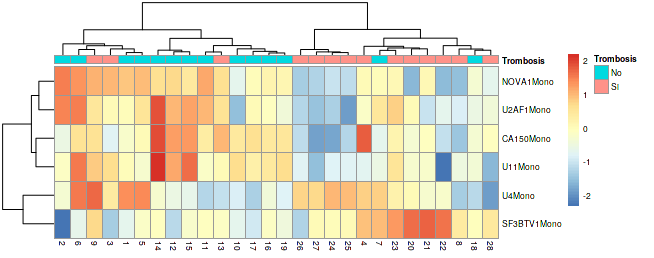 Trombosis
NOVA1Mono
U2AF1Mono
CA150Mono
U11Mono
U4Mono
SF3BTV1Mono
2 6 9 3 1 5 14 12 15 11 13 10 17 16 19 26 27 24 25 4 7 23 20 21 22 8 18 28
2
1
0
-1
-2
Trombosis
No
SI